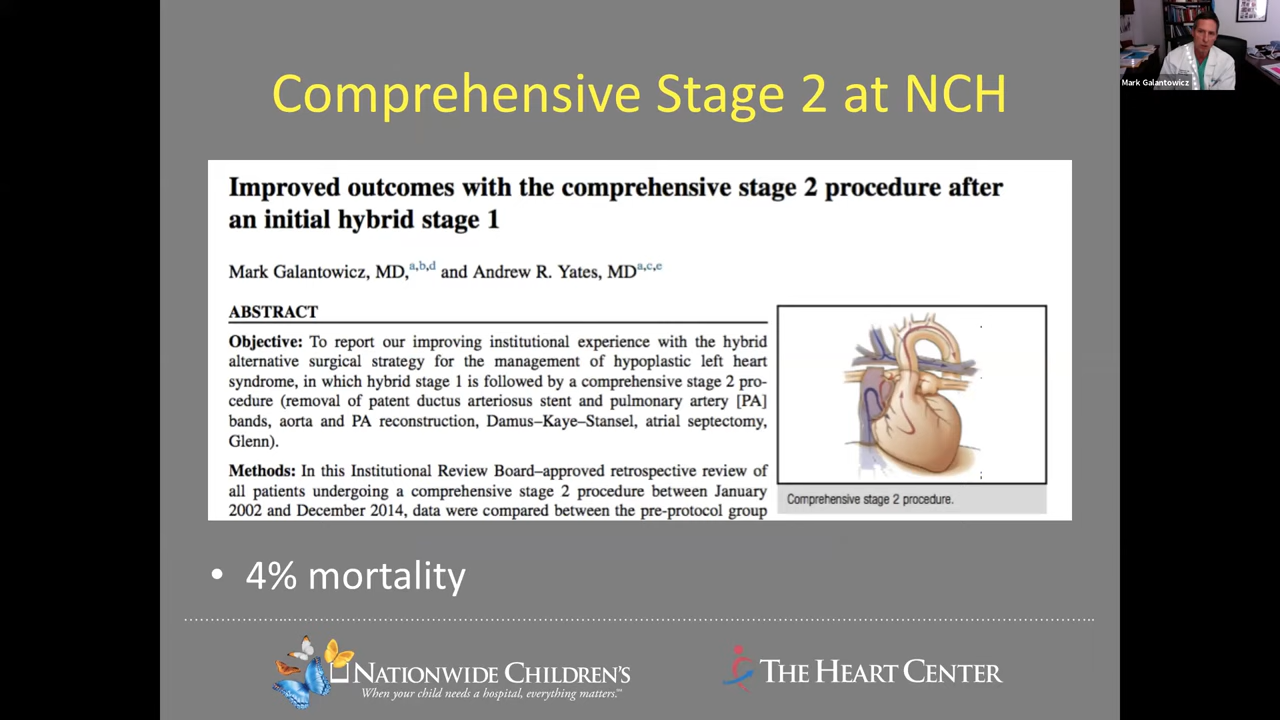 Comprehensive Stage 2 at NCH
Mark Galantowicz
Improved outcomes with the comprehensive stage 2 procedure after
an initial hybrid stage 1
Mark Galantowicz, MD,a,b,d and Andrew R. Yates, MDa,c,e
ABSTRACT
Objective: To report our improving institutional experience with the hybrid
alternative surgical strategy for the management of hypoplastic left heart
syndrome, in which hybrid stage 1 is followed by a comprehensive stage 2 pro-
cedure (removal of patent ductus arteriosus stent and pulmonary artery [PA]
bands, aorta and PA reconstruction, Damus–Kaye–Stansel, atrial septectomy,
Glenn).
Methods: In this Institutional Review Board–approved retrospective review of
all patients undergoing a comprehensive stage 2 procedure between January
2002 and December 2014, data were compared between the pre-protocol group
Comprehensive stage 2 procedure.
• 4% mortality
NATIONWIDE CHILDREN'S
When your child needs a hospital, everything matters.℠
THE HEART CENTER